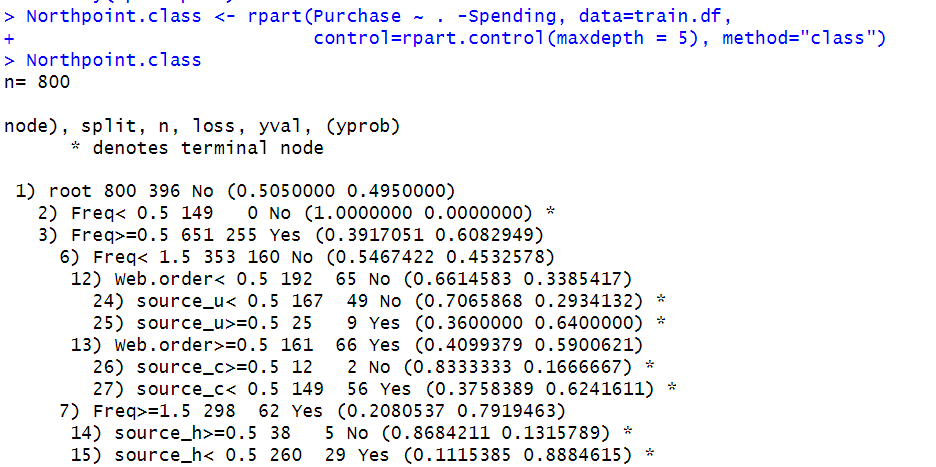 > Northpoint.class <- rpart(Purchase ~ . -Spending, data=train.df,
+                           control=rpart.control(maxdepth = 5), method="class")
> Northpoint.class
n= 800

node), split, n, loss, yval, (yprob)
      * denotes terminal node

 1) root 800 396 No (0.5050000 0.4950000)
   2) Freq< 0.5 149   0 No (1.0000000 0.0000000) *
   3) Freq>=0.5 651 255 Yes (0.3917051 0.6082949)
     6) Freq< 1.5 353 160 No (0.5467422 0.4532578)
      12) Web.order< 0.5 192  65 No (0.6614583 0.3385417)
        24) source_u< 0.5 167  49 No (0.7065868 0.2934132) *
        25) source_u>=0.5 25   9 Yes (0.3600000 0.6400000) *
      13) Web.order>=0.5 161  66 Yes (0.4099379 0.5900621)
        26) source_c>=0.5 12   2 No (0.8333333 0.1666667) *
        27) source_c< 0.5 149  56 Yes (0.3758389 0.6241611) *
     7) Freq>=1.5 298  62 Yes (0.2080537 0.7919463)
      14) source_h>=0.5 38   5 No (0.8684211 0.1315789) *
      15) source_h< 0.5 260  29 Yes (0.1115385 0.8884615) *